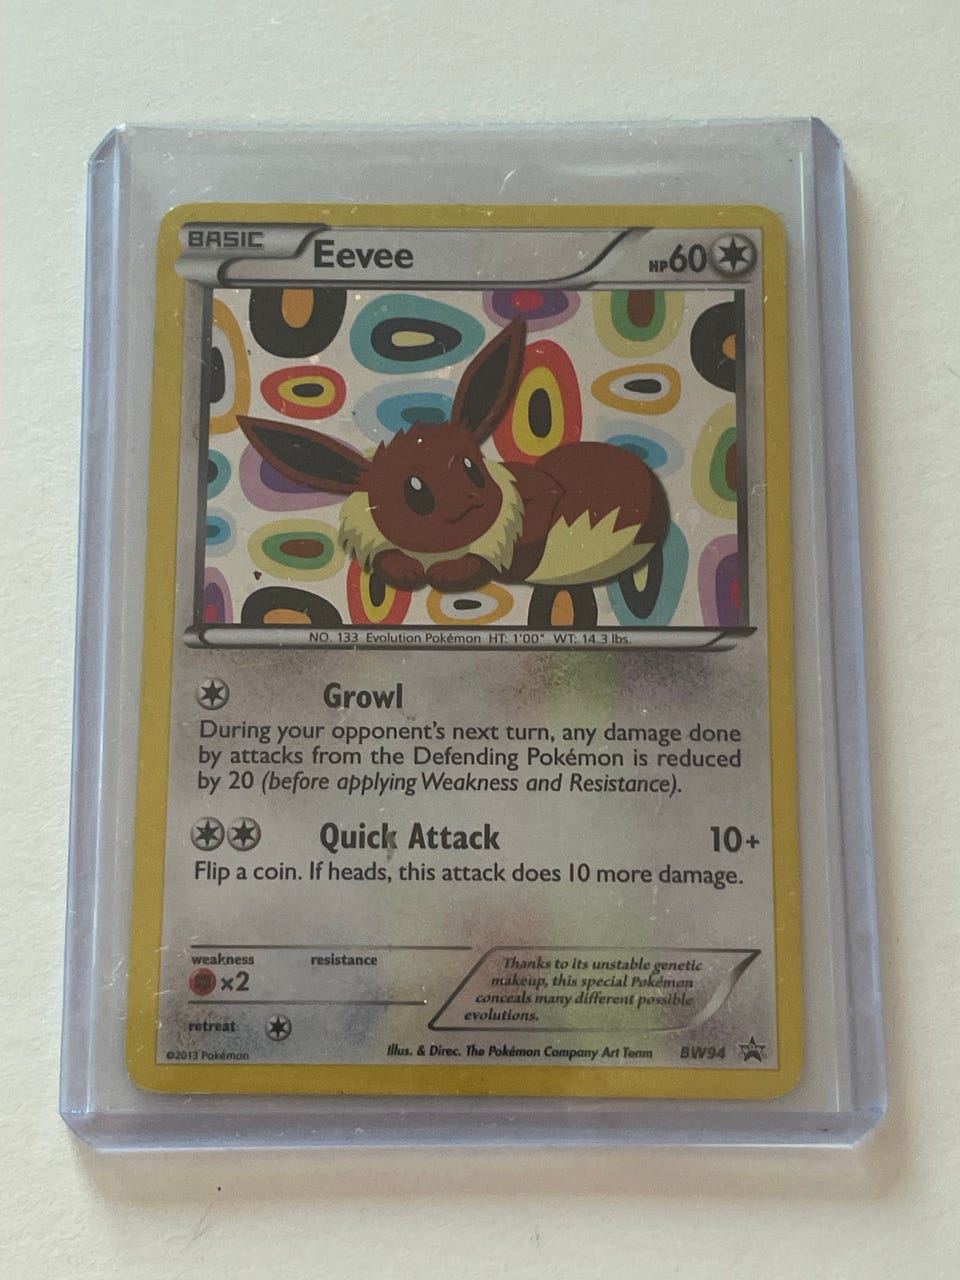 BASIC Eevee HP60
NO. 133 Evolution Pokémon HT: 1'00" WT: 14.3 lbs.
Growl
During your opponent's next turn, any damage done
by attacks from the Defending Pokémon is reduced
by 20 (before applying Weakness and Resistance).
Quick Attack 10+
Flip a coin. If heads, this attack does 10 more damage.
weakness resistance
×2
retreat
Thanks to its unstable genetic
makeup, this special Pokémon
conceals many different possible
evolutions.
©2013 Pokémon Illus. & Direc. The Pokémon Company Art Team BW94